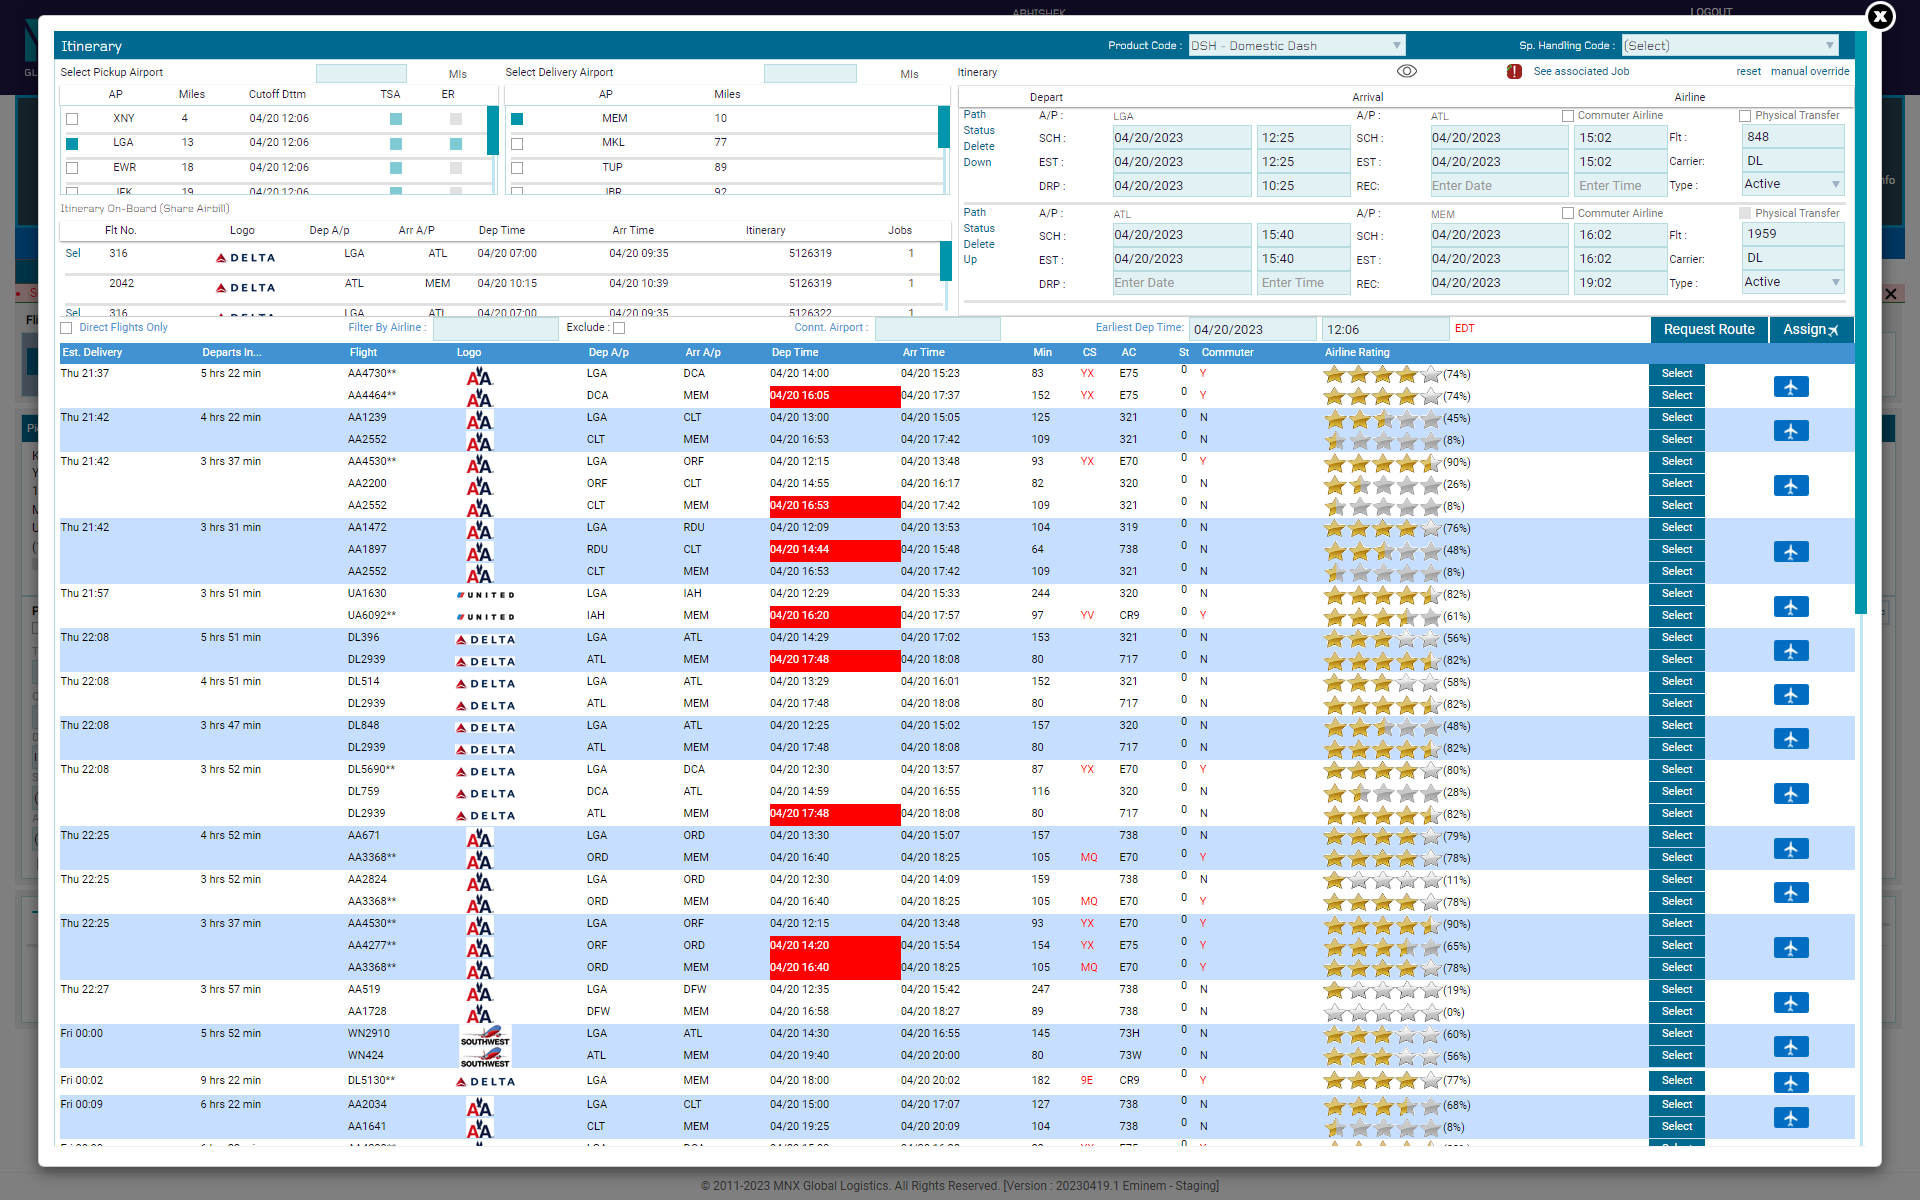 ABHISHEK
LOGOUT
Itinerary
Product Code : DSH - Domestic Dash
Sp. Handling Code : (Select)
Select Pickup Airport Mls
Select Delivery Airport Mls
Itinerary See associated Job reset manual override
AP Miles Cutoff Dttm TSA ER
XNY 4 04/20 12:06
LGA 13 04/20 12:06
EWR 18 04/20 12:06
JFK 19 04/20 12:06
AP Miles
MEM 10
MKL 77
TUP 89
JBR 92
Depart Arrival Airline
Path A/P : LGA A/P : ATL Commuter Airline Physical Transfer
Status SCH : 04/20/2023 12:25 SCH : 04/20/2023 15:02 Flt : 848
Delete
Down EST : 04/20/2023 12:25 EST : 04/20/2023 15:02 Carrier: DL
DRP : 04/20/2023 10:25 REC: Enter Date Enter Time Type : Active
Path A/P : ATL A/P : MEM Commuter Airline Physical Transfer
Status SCH : 04/20/2023 15:40 SCH : 04/20/2023 16:02 Flt : 1959
Delete
Up EST : 04/20/2023 15:40 EST : 04/20/2023 16:02 Carrier: DL
DRP : Enter Date Enter Time REC: 04/20/2023 19:02 Type : Active
Itinerary On-Board (Share Airbill)
Flt No. Logo Dep A/p Arr A/P Dep Time Arr Time Itinerary Jobs
Sel 316 DELTA LGA ATL 04/20 07:00 04/20 09:35 5126319 1
2042 DELTA ATL MEM 04/20 10:15 04/20 10:39 5126319 1
Sel 316 DELTA LGA ATL 04/20 07:00 04/20 09:35 5126322 1
Direct Flights Only Filter By Airline : Exclude : Connt. Airport : Earliest Dep Time: 04/20/2023 12:06 EDT Request Route Assign
Est. Delivery Departs In... Flight Logo Dep A/p Arr A/p Dep Time Arr Time Min CS AC St Commuter Airline Rating
Thu 21:37 5 hrs 22 min AA4730** AA LGA DCA 04/20 14:00 04/20 15:23 83 YX E75 0 Y (74%) Select
AA4464** AA DCA MEM 04/20 16:05 04/20 17:37 152 YX E75 0 Y (74%) Select
Thu 21:42 4 hrs 22 min AA1239 AA LGA CLT 04/20 13:00 04/20 15:05 125 321 0 N (45%) Select
AA2552 AA CLT MEM 04/20 16:53 04/20 17:42 109 321 0 N (8%) Select
Thu 21:42 3 hrs 37 min AA4530** AA LGA ORF 04/20 12:15 04/20 13:48 93 YX E70 0 Y (90%) Select
AA2200 AA ORF CLT 04/20 14:55 04/20 16:17 82 320 0 N (26%) Select
AA2552 AA CLT MEM 04/20 16:53 04/20 17:42 109 321 0 N (8%) Select
Thu 21:42 3 hrs 31 min AA1472 AA LGA RDU 04/20 12:09 04/20 13:53 104 319 0 N (76%) Select
AA1897 AA RDU CLT 04/20 14:44 04/20 15:48 64 738 0 N (48%) Select
AA2552 AA CLT MEM 04/20 16:53 04/20 17:42 109 321 0 N (8%) Select
Thu 21:57 3 hrs 51 min UA1630 UNITED LGA IAH 04/20 12:29 04/20 15:33 244 320 0 N (82%) Select
UA6092** UNITED IAH MEM 04/20 16:20 04/20 17:57 97 YV CR9 0 Y (61%) Select
Thu 22:08 5 hrs 51 min DL396 DELTA LGA ATL 04/20 14:29 04/20 17:02 153 321 0 N (56%) Select
DL2939 DELTA ATL MEM 04/20 17:48 04/20 18:08 80 717 0 N (82%) Select
Thu 22:08 4 hrs 51 min DL514 DELTA LGA ATL 04/20 13:29 04/20 16:01 152 321 0 N (58%) Select
DL2939 DELTA ATL MEM 04/20 17:48 04/20 18:08 80 717 0 N (82%) Select
Thu 22:08 3 hrs 47 min DL848 DELTA LGA ATL 04/20 12:25 04/20 15:02 157 320 0 N (48%) Select
DL2939 DELTA ATL MEM 04/20 17:48 04/20 18:08 80 717 0 N (82%) Select
Thu 22:08 3 hrs 52 min DL5690** DELTA LGA DCA 04/20 12:30 04/20 13:57 87 YX E70 0 Y (80%) Select
DL759 DELTA DCA ATL 04/20 14:59 04/20 16:55 116 320 0 N (28%) Select
DL2939 DELTA ATL MEM 04/20 17:48 04/20 18:08 80 717 0 N (82%) Select
Thu 22:25 4 hrs 52 min AA671 AA LGA ORD 04/20 13:30 04/20 15:07 157 738 0 N (79%) Select
AA3368** AA ORD MEM 04/20 16:40 04/20 18:25 105 MQ E70 0 Y (78%) Select
Thu 22:25 3 hrs 52 min AA2824 AA LGA ORD 04/20 12:30 04/20 14:09 159 738 0 N (11%) Select
AA3368** AA ORD MEM 04/20 16:40 04/20 18:25 105 MQ E70 0 Y (78%) Select
Thu 22:25 3 hrs 37 min AA4530** AA LGA ORF 04/20 12:15 04/20 13:48 93 YX E70 0 Y (90%) Select
AA4277** AA ORF ORD 04/20 14:20 04/20 15:54 154 YX E75 0 Y (65%) Select
AA3368** AA ORD MEM 04/20 16:40 04/20 18:25 105 MQ E70 0 Y (78%) Select
Thu 22:27 3 hrs 57 min AA519 AA LGA DFW 04/20 12:35 04/20 15:42 247 738 0 N (19%) Select
AA1728 AA DFW MEM 04/20 16:58 04/20 18:27 89 738 0 N (0%) Select
Fri 00:00 5 hrs 52 min WN2910 SOUTHWEST LGA ATL 04/20 14:30 04/20 16:55 145 73H 0 N (60%) Select
WN424 SOUTHWEST ATL MEM 04/20 19:40 04/20 20:00 80 73W 0 N (56%) Select
Fri 00:02 9 hrs 22 min DL5130** DELTA LGA MEM 04/20 18:00 04/20 20:02 182 9E CR9 0 Y (77%) Select
Fri 00:09 6 hrs 22 min AA2034 AA LGA CLT 04/20 15:00 04/20 17:07 127 738 0 N (68%) Select
AA1641 AA CLT MEM 04/20 19:25 04/20 20:09 104 738 0 N (8%) Select
© 2011-2023 MNX Global Logistics. All Rights Reserved. [Version : 20230419.1 Eminem - Staging]